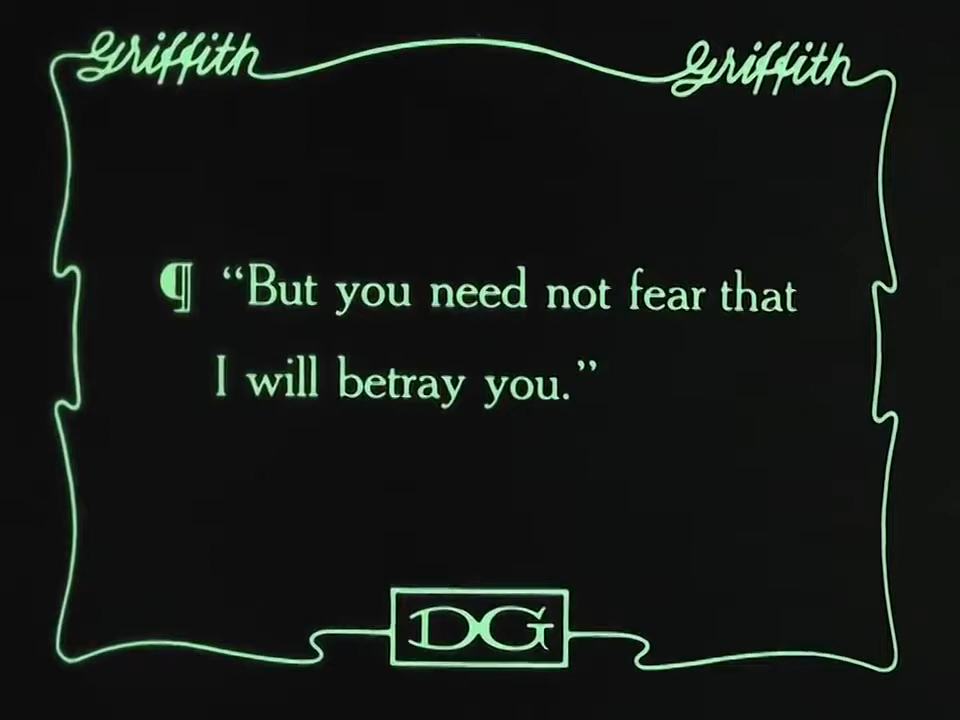 Griffith Griffith
¶ “But you need not fear that
I will betray you.”
DG